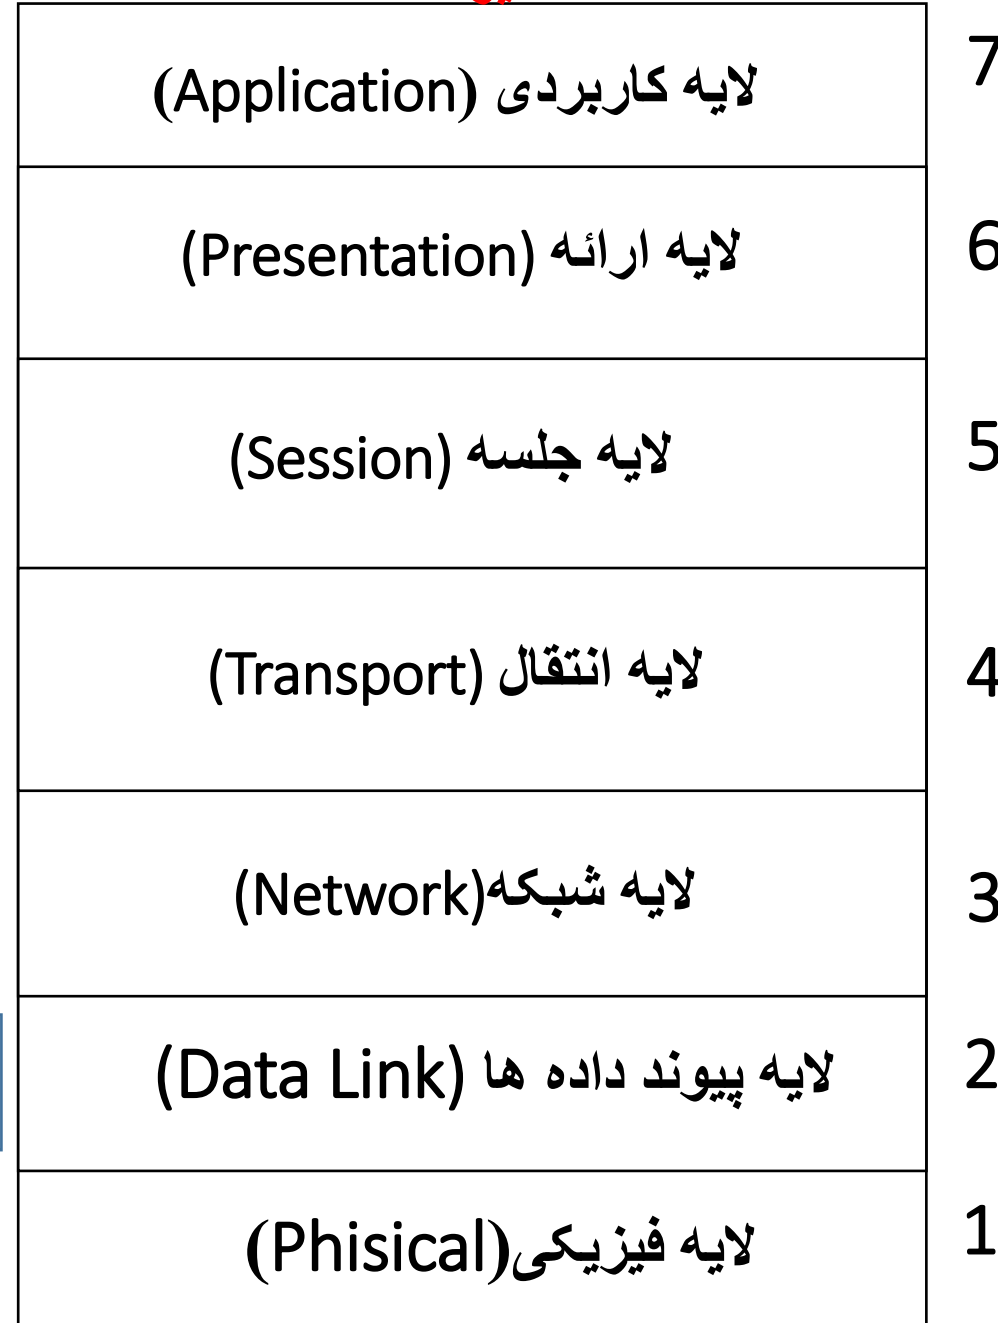 7 لایه کاربردی (Application)
6 لایه ارائه (Presentation)
5 لایه جلسه (Session)
4 لایه انتقال (Transport)
3 لایه شبکه(Network)
2 لایه پیوند داده ها (Data Link)
1 لایه فیزیکی(Phisical)